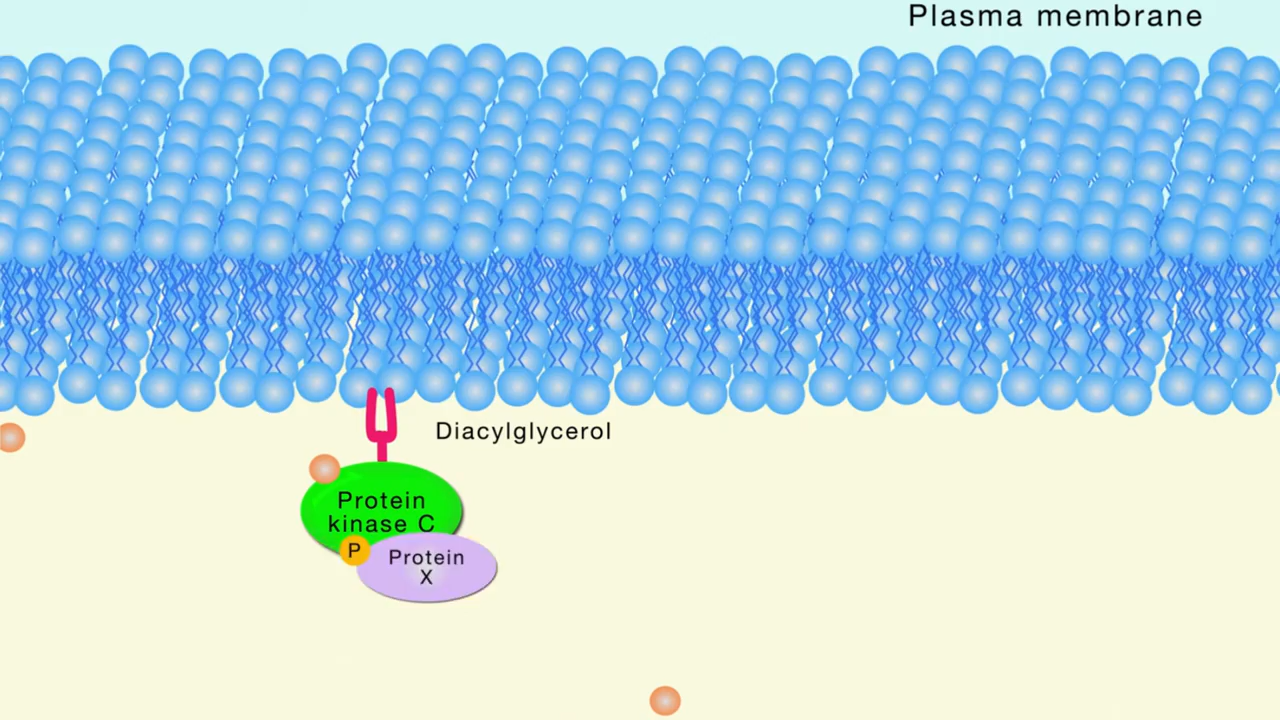 Plasma membrane
Diacylglycerol
Protein
kinase C
P
Protein
X